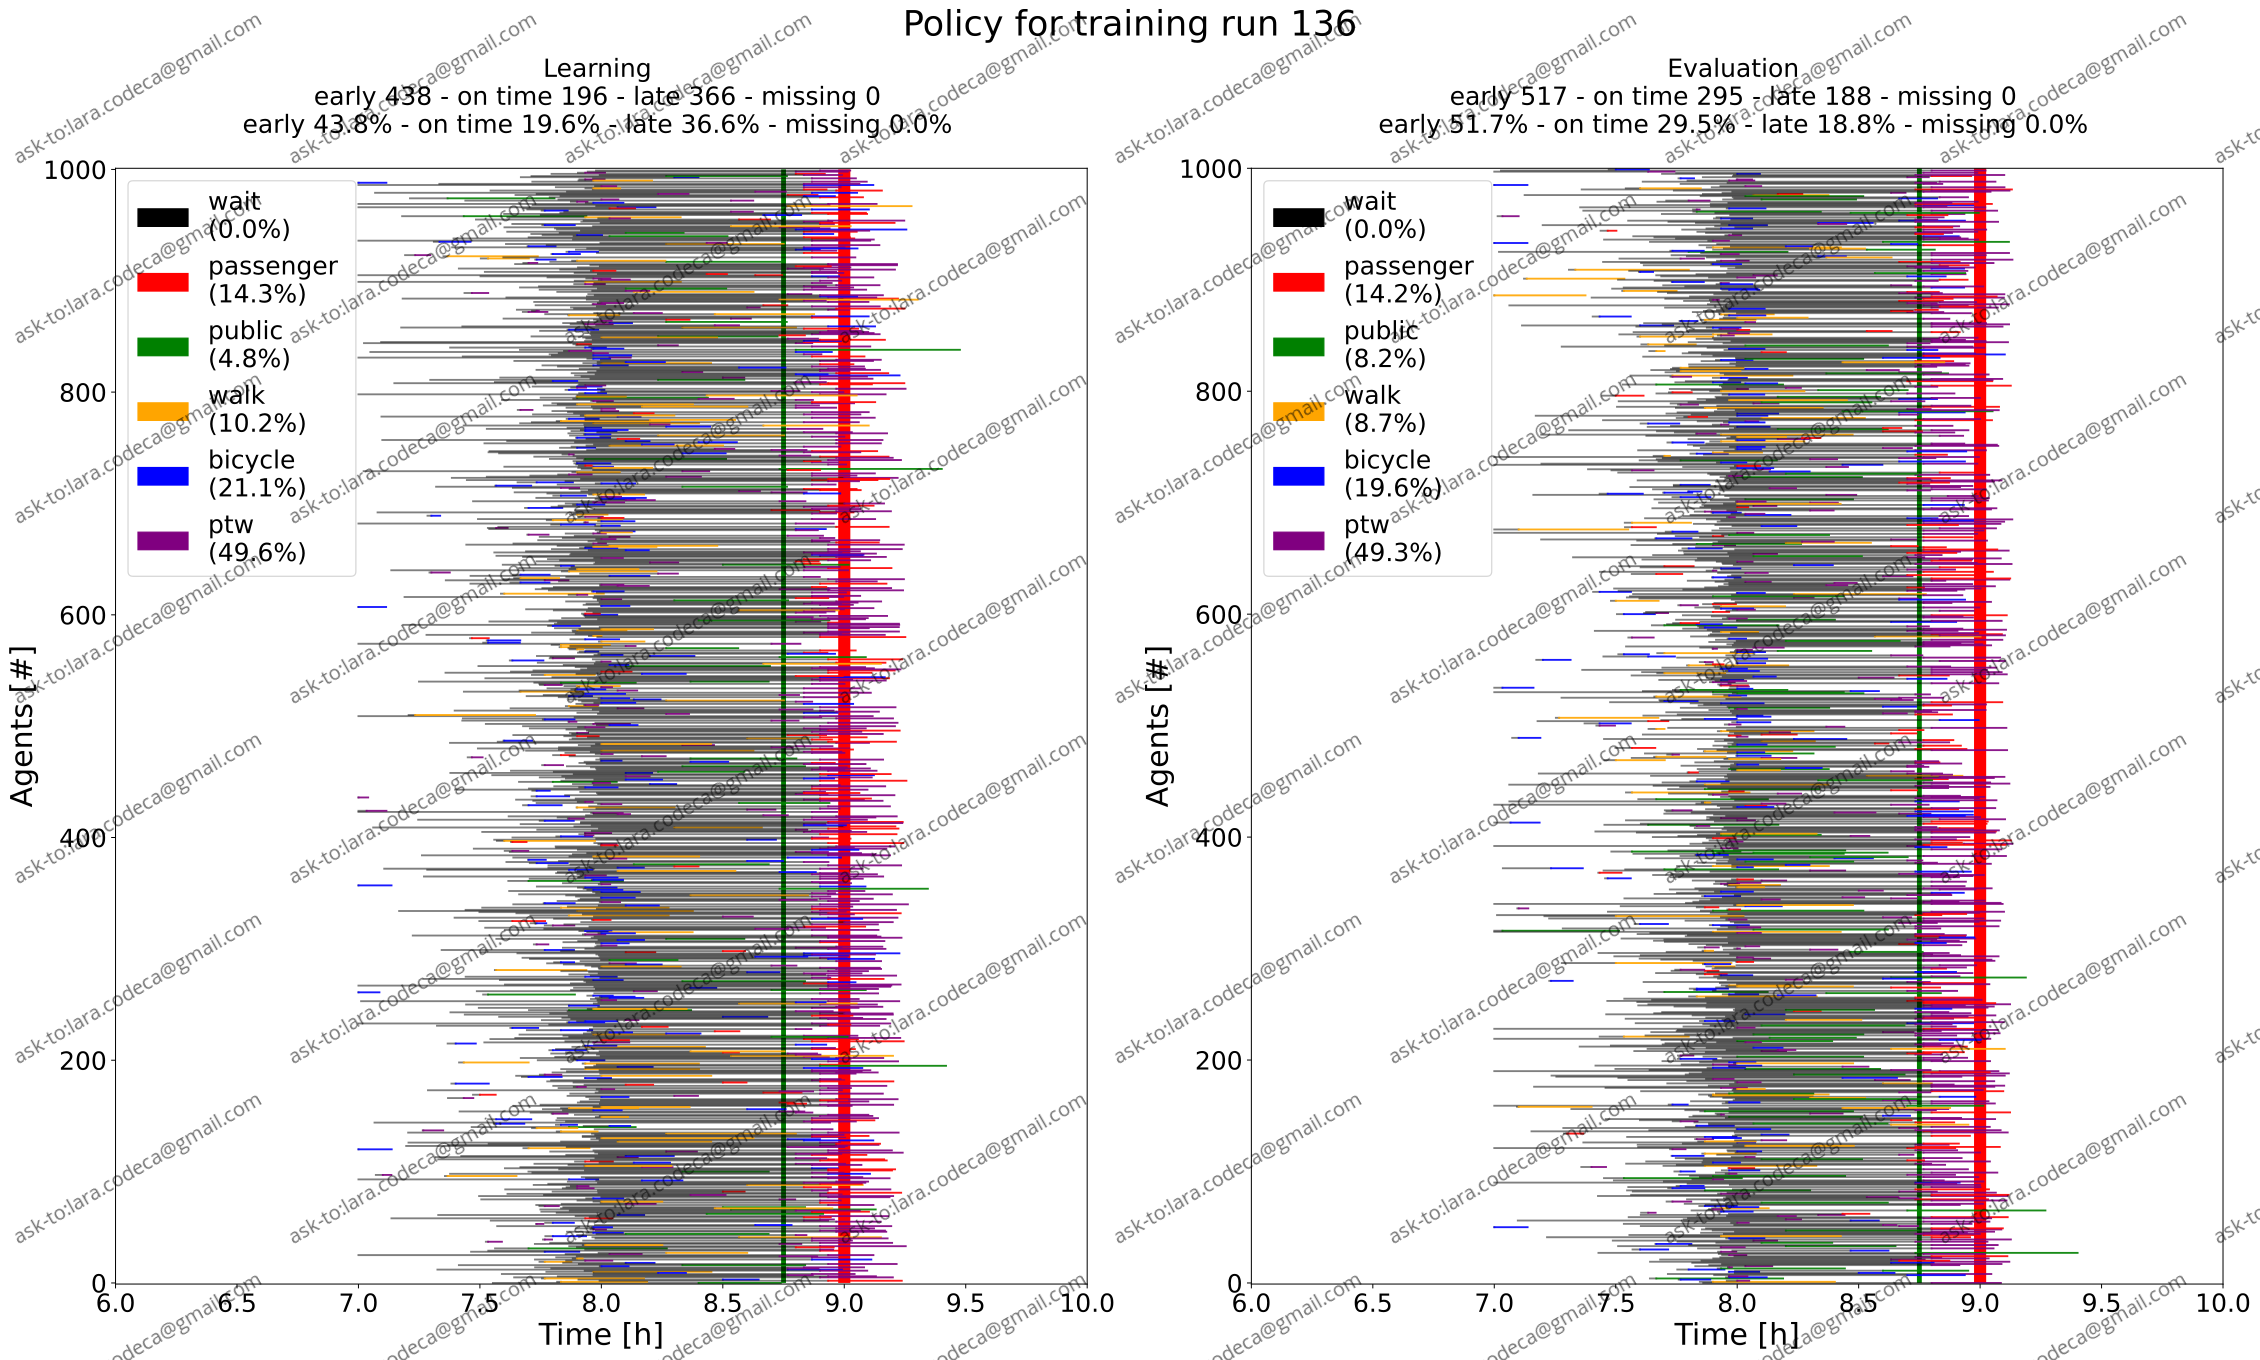 Policy for training run 136
Learning
early 438 - on time 196 - late 366 - missing 0
early 43.8% - on time 19.6% - late 36.6% - missing 0.0%
1000
800
600
400
200
0
Agents [#]
wait
(0.0%)
passenger
(14.3%)
public
(4.8%)
walk
(10.2%)
bicycle
(21.1%)
ptw
(49.6%)
6.0 6.5 7.0 7.5 8.0 8.5 9.0 9.5 10.0
Time [h]
Evaluation
early 517 - on time 295 - late 188 - missing 0
early 51.7% - on time 29.5% - late 18.8% - missing 0.0%
1000
800
600
400
200
0
Agents [#]
wait
(0.0%)
passenger
(14.2%)
public
(8.2%)
walk
(8.7%)
bicycle
(19.6%)
ptw
(49.3%)
6.0 6.5 7.0 7.5 8.0 8.5 9.0 9.5 10.0
Time [h]
ask-to:lara.codeca@gmail.com